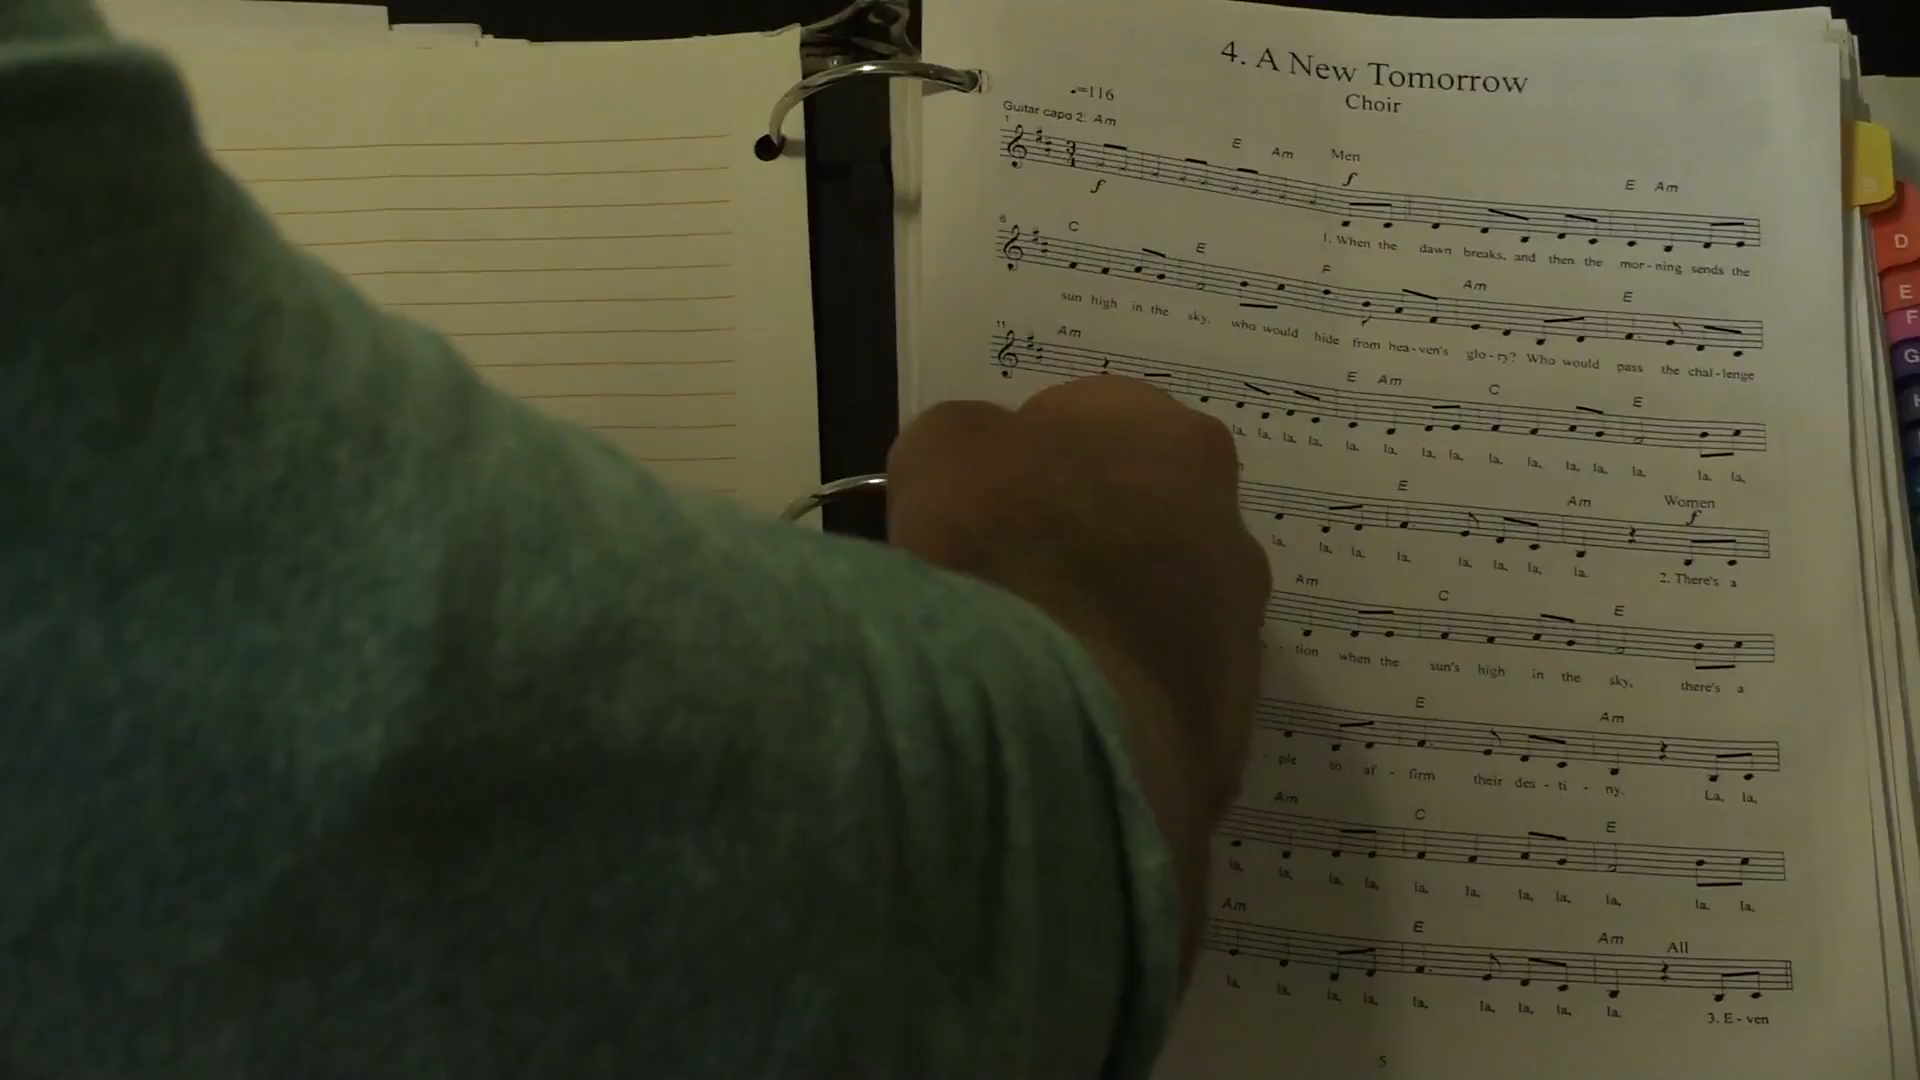 4. A New Tomorrow
Choir
♩=116
Guitar capo 2: Am
E Am Men E Am
1
f f
1. When the dawn breaks, and then the mor-ning sends the
6
C E F Am E
sun high in the sky, who would hide from hea-ven's glo-ry? Who would pass the chal-lenge
11
Am E Am C E
la, la, la, la, la, la, la, la, la, la, la, la, la, la, la,
E Am Women
f
la, la, la, la, la, la, la, la. 2. There's a
Am C E
- tion when the sun's high in the sky, there's a
E Am
- ple to af - firm their des - ti - ny. La, la,
Am C E
la, la, la, la, la, la, la, la, la, la, la,
Am E Am All
la, la, la, la, la, la, la, la, la. 3. E - ven
5
D
E
F
G
H